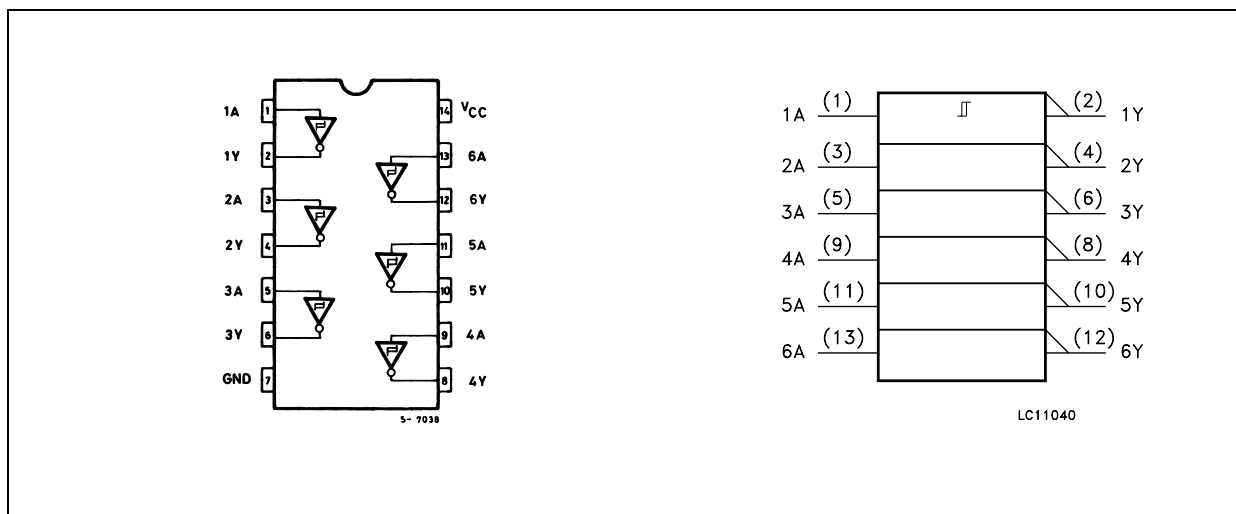 1A 1 14 VCC
1Y 2 13 6A
2A 3 12 6Y
2Y 4 11 5A
3A 5 10 5Y
3Y 6 9 4A
GND 7 8 4Y
S- 7038
1A (1) (2) 1Y
2A (3) (4) 2Y
3A (5) (6) 3Y
4A (9) (8) 4Y
5A (11) (10) 5Y
6A (13) (12) 6Y
LC11040